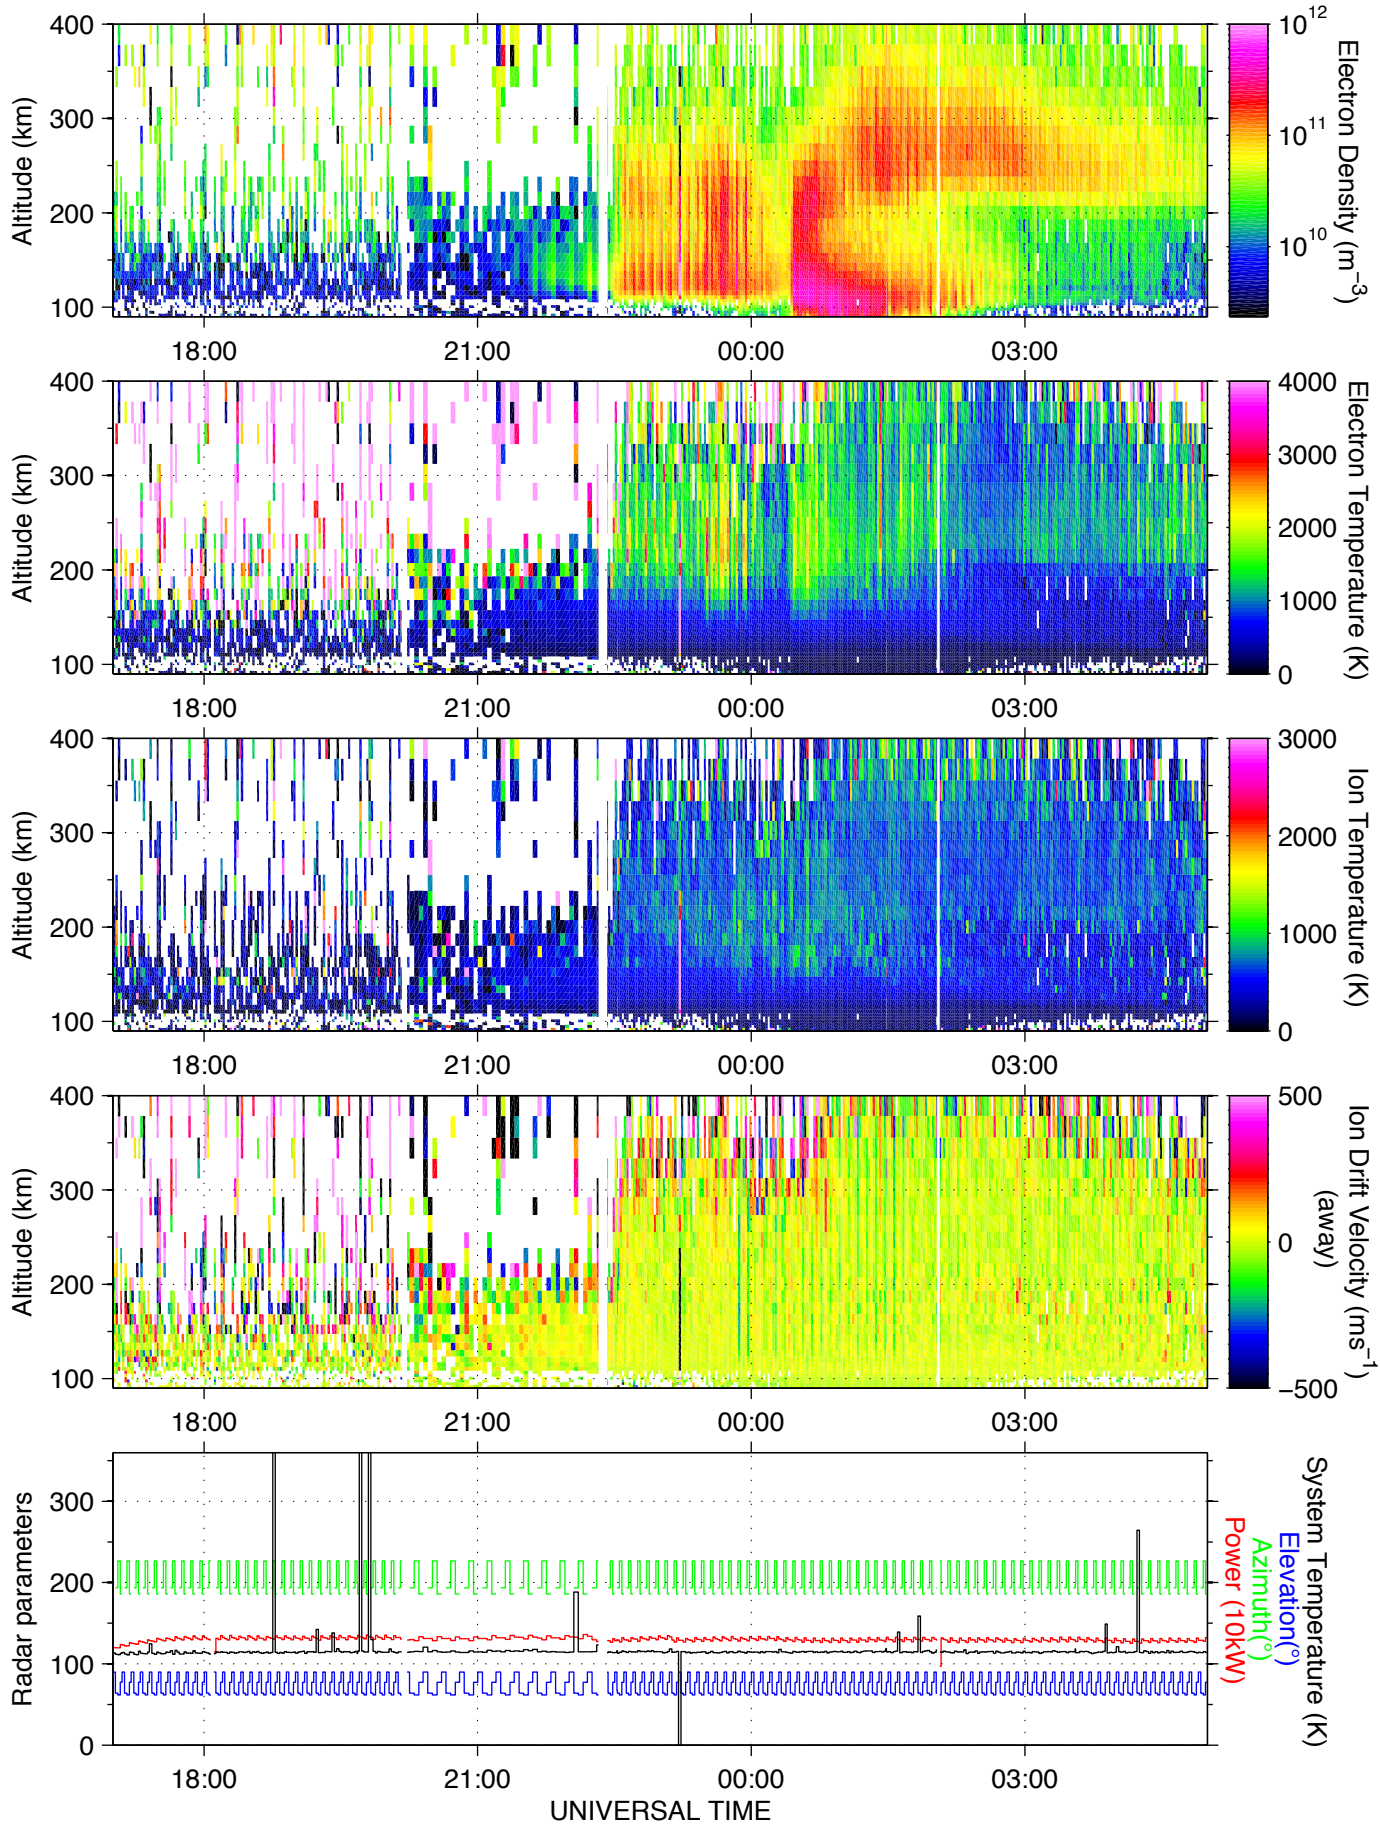 400
300
200
100
Altitude (km)
18:00 21:00 00:00 03:00
10^12
10^11
10^10
Electron Density (m^−3)
400
300
200
100
Altitude (km)
18:00 21:00 00:00 03:00
4000
3000
2000
1000
0
Electron Temperature (K)
400
300
200
100
Altitude (km)
18:00 21:00 00:00 03:00
3000
2000
1000
0
Ion Temperature (K)
400
300
200
100
Altitude (km)
18:00 21:00 00:00 03:00
500
0
−500
Ion Drift Velocity (ms^−1)
(away)
300
200
100
0
Radar parameters
18:00 21:00 00:00 03:00
UNIVERSAL TIME
System Temperature (K)
Elevation(°)
Azimuth(°)
Power (10kW)